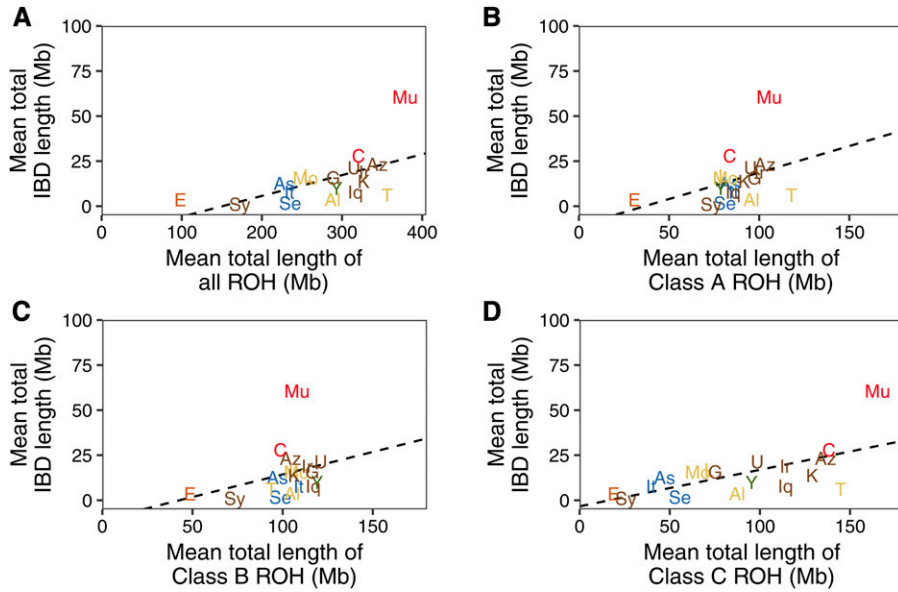 A
100
75
50
25
0
Mean total
IBD length (Mb)
Mu
C
Az
U
Ir
K
G
Mo
As
It
Y
Iq
T
Al
Se
Sy
E
0 100 200 300 400
Mean total length of
all ROH (Mb)
B
100
75
50
25
0
Mean total
IBD length (Mb)
Mu
C
Az
U
G
K
Mo
Y
Iq
T
Al
Se
Sy
E
0 50 100 150
Mean total length of
Class A ROH (Mb)
C
100
75
50
25
0
Mean total
IBD length (Mb)
Mu
C
Az
U
Ir
G
K
As
Y
It
Iq
T
Al
Se
Sy
E
0 50 100 150
Mean total length of
Class B ROH (Mb)
D
100
75
50
25
0
Mean total
IBD length (Mb)
Mu
C
Az
U
Ir
K
G
Mo
As
Y
It
Iq
T
Al
Se
Sy
E
0 50 100 150
Mean total length of
Class C ROH (Mb)